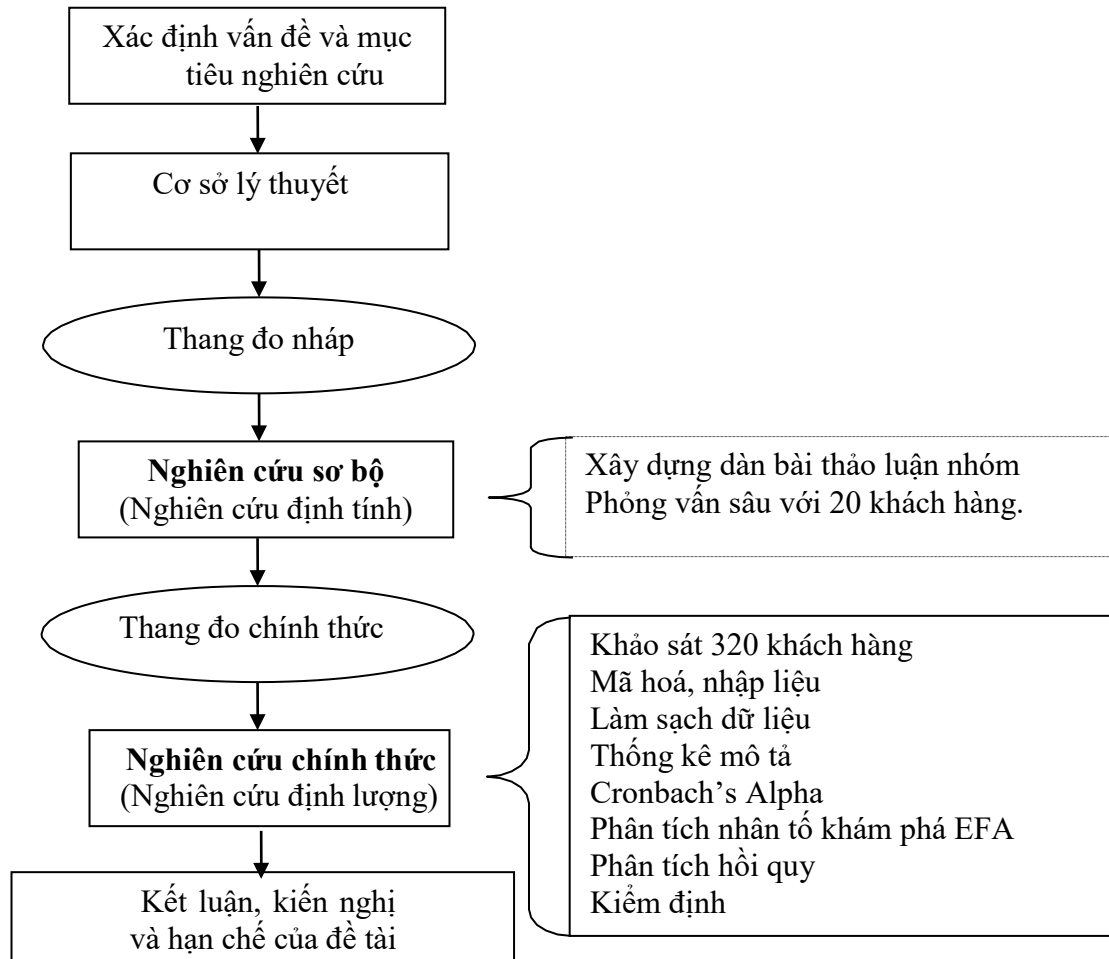 Xác định vấn đề và mục
tiêu nghiên cứu
Cơ sở lý thuyết
Thang đo nháp
Nghiên cứu sơ bộ
(Nghiên cứu định tính)
Xây dựng dàn bài thảo luận nhóm
Phỏng vấn sâu với 20 khách hàng.
Thang đo chính thức
Nghiên cứu chính thức
(Nghiên cứu định lượng)
Khảo sát 320 khách hàng
Mã hoá, nhập liệu
Làm sạch dữ liệu
Thống kê mô tả
Cronbach’s Alpha
Phân tích nhân tố khám phá EFA
Phân tích hồi quy
Kiểm định
Kết luận, kiến nghị
và hạn chế của đề tài